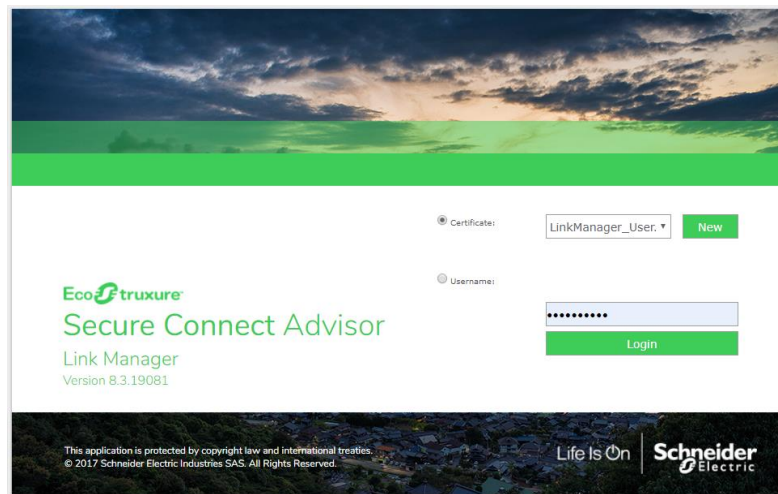 Certificate:
LinkManager_User.
New
Username:
EcoStruxure
Secure Connect Advisor
Link Manager
Version 8.3.19081
••••••••••
Login
This application is protected by copyright law and international treaties.
© 2017 Schneider Electric Industries SAS. All Rights Reserved.
Life Is On
Schneider
Electric